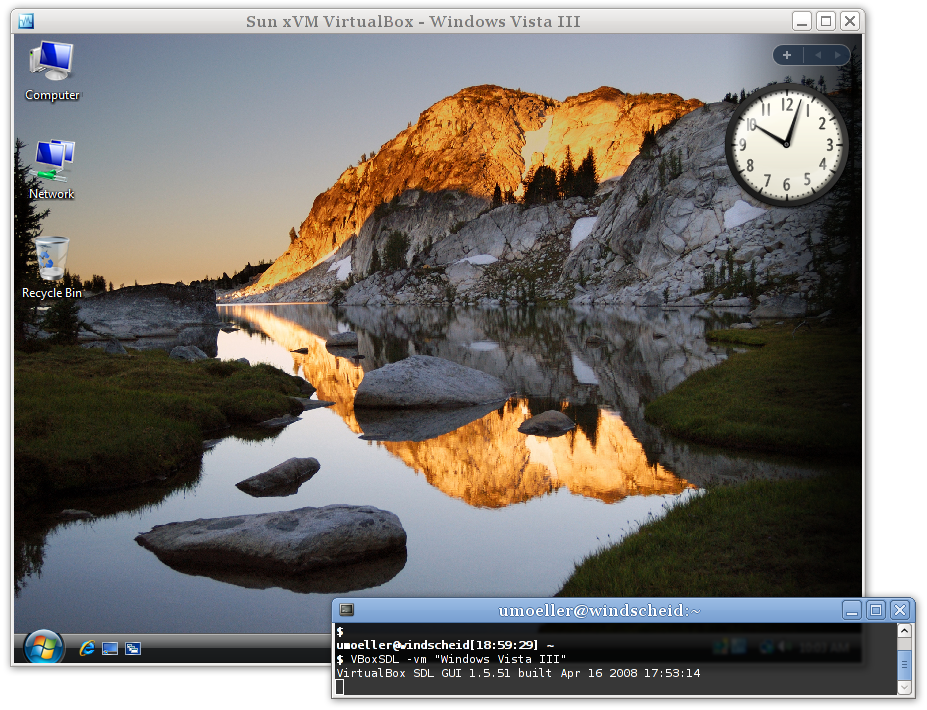 Sun xVM VirtualBox - Windows Vista III
Computer
Network
Recycle Bin
12
1
2
3
4
5
6
7
8
9
10
11
umoeller@windscheid:~
$
umoeller@windscheid[18:59:29] ~
$ VBoxSDL -vm "Windows Vista III"
VirtualBox SDL GUI 1.5.51 built Apr 16 2008 17:53:14